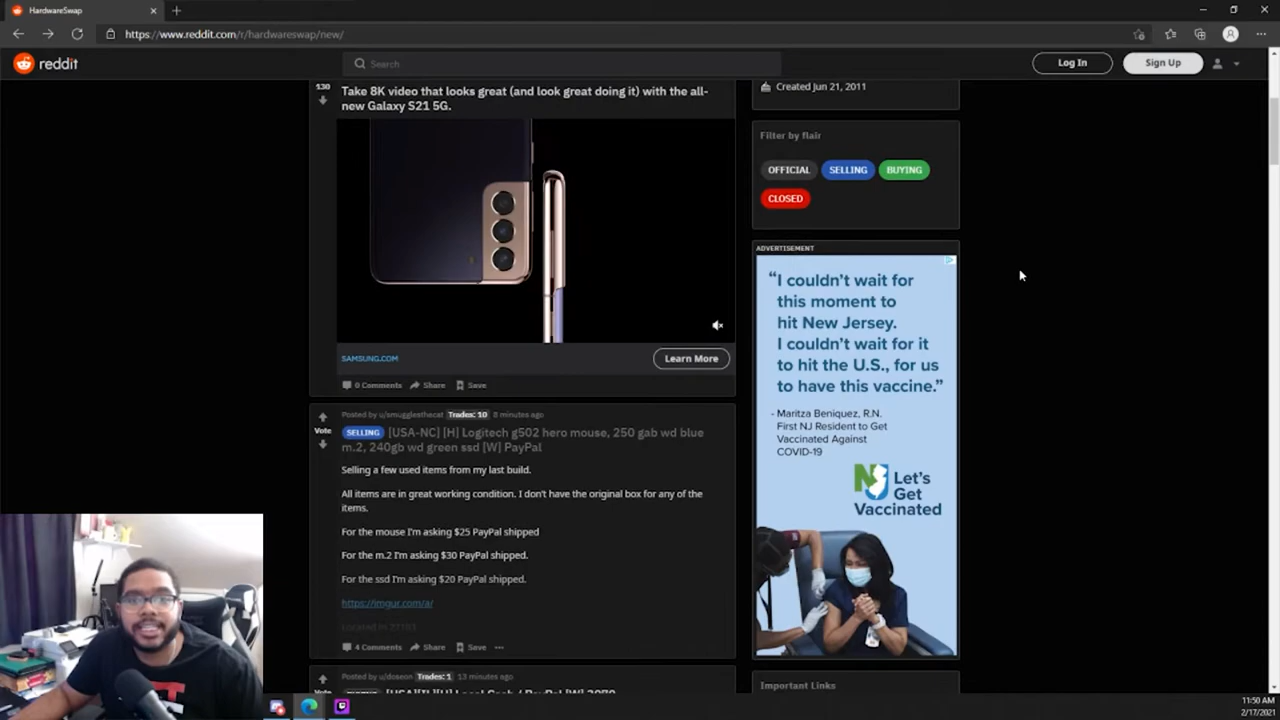 HardwareSwap
https://www.reddit.com/r/hardwareswap/new/
reddit
Search
Log In
Sign Up
130
Take 8K video that looks great (and look great doing it) with the all-
new Galaxy S21 5G.
SAMSUNG.COM
Learn More
0 Comments
Share
Save
Posted by u/smugglesthecat Trades: 10 8 minutes ago
Vote
SELLING [USA-NC] [H] Logitech g502 hero mouse, 250 gab wd blue
m.2, 240gb wd green ssd [W] PayPal
Selling a few used items from my last build.
All items are in great working condition. I don't have the original box for any of the
items.
For the mouse I'm asking $25 PayPal shipped
For the m.2 I'm asking $30 PayPal shipped.
For the ssd I'm asking $20 PayPal shipped.
https://imgur.com/a/
Located in 27103
4 Comments
Share
Save
Posted by u/doseon Trades: 1 13 minutes ago
Vote
Created Jun 21, 2011
Filter by flair
OFFICIAL
SELLING
BUYING
CLOSED
ADVERTISEMENT
"I couldn't wait for
this moment to
hit New Jersey.
I couldn't wait for it
to hit the U.S., for us
to have this vaccine."
- Maritza Beniquez, R.N.
First NJ Resident to Get
Vaccinated Against
COVID-19
NJ Let's
Get
Vaccinated
Important Links
11:50 AM
2/17/2021